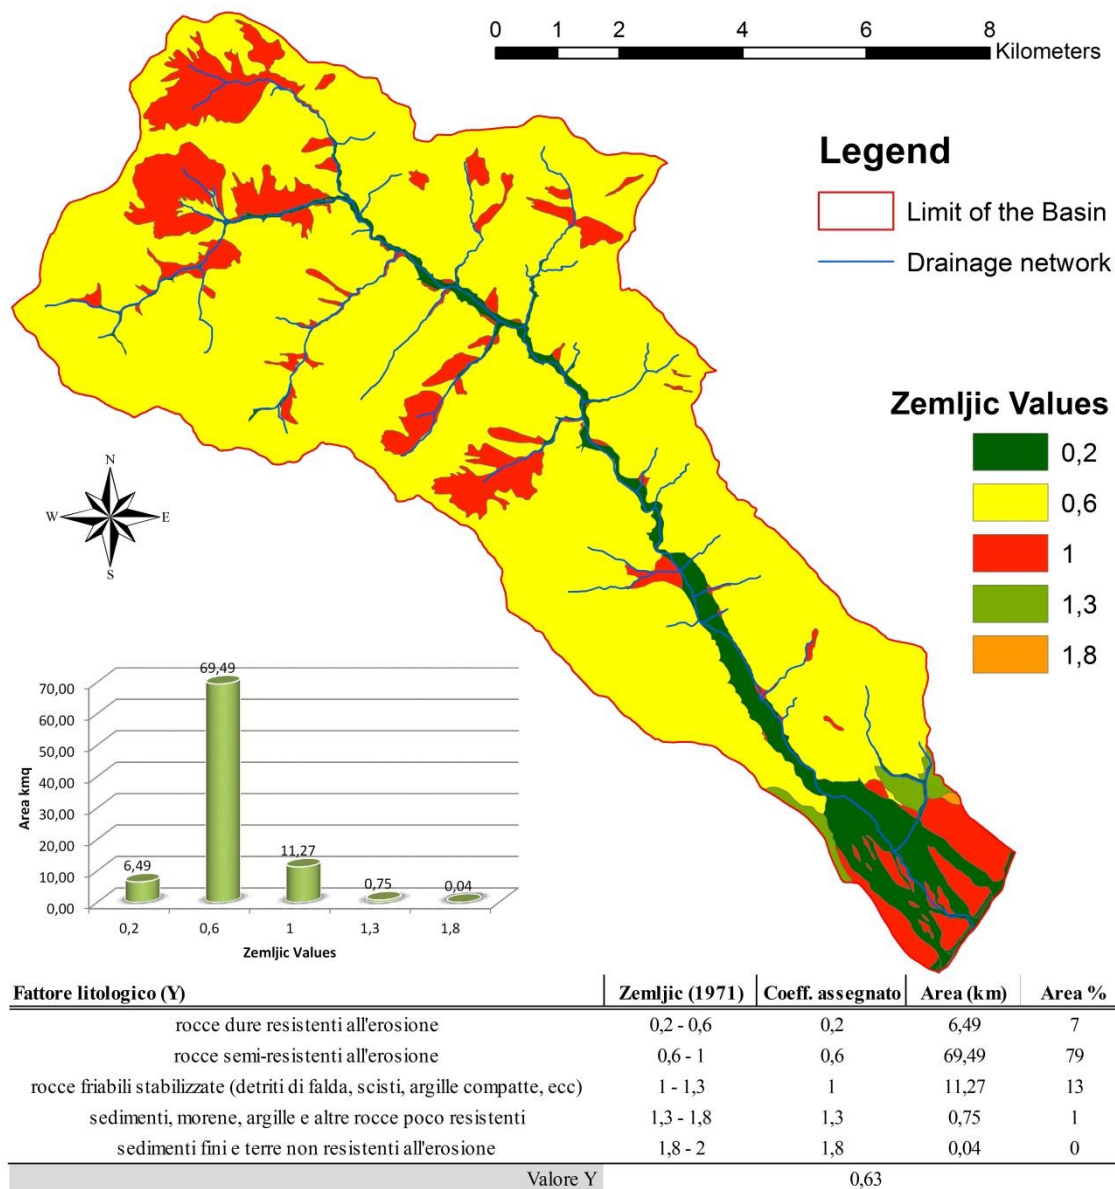 0 1 2 4 6 8
Kilometers
Legend
Limit of the Basin
Drainage network
Zemljic Values
0,2
0,6
1
1,3
1,8
N
W E
S
70,00
60,00
50,00
40,00
30,00
20,00
10,00
0,00
Area kmq
6,49
69,49
11,27
0,75
0,04
0,2 0,6 1 1,3 1,8
Zemljic Values
Fattore litologico (Y) Zemljic (1971) Coeff. assegnato Area (km) Area %
rocce dure resistenti all'erosione 0,2 - 0,6 0,2 6,49 7
rocce semi-resistenti all'erosione 0,6 - 1 0,6 69,49 79
rocce friabili stabilizzate (detriti di falda, scisti, argille compatte, ecc) 1 - 1,3 1 11,27 13
sedimenti, morene, argille e altre rocce poco resistenti 1,3 - 1,8 1,3 0,75 1
sedimenti fini e terre non resistenti all'erosione 1,8 - 2 1,8 0,04 0
Valore Y 0,63